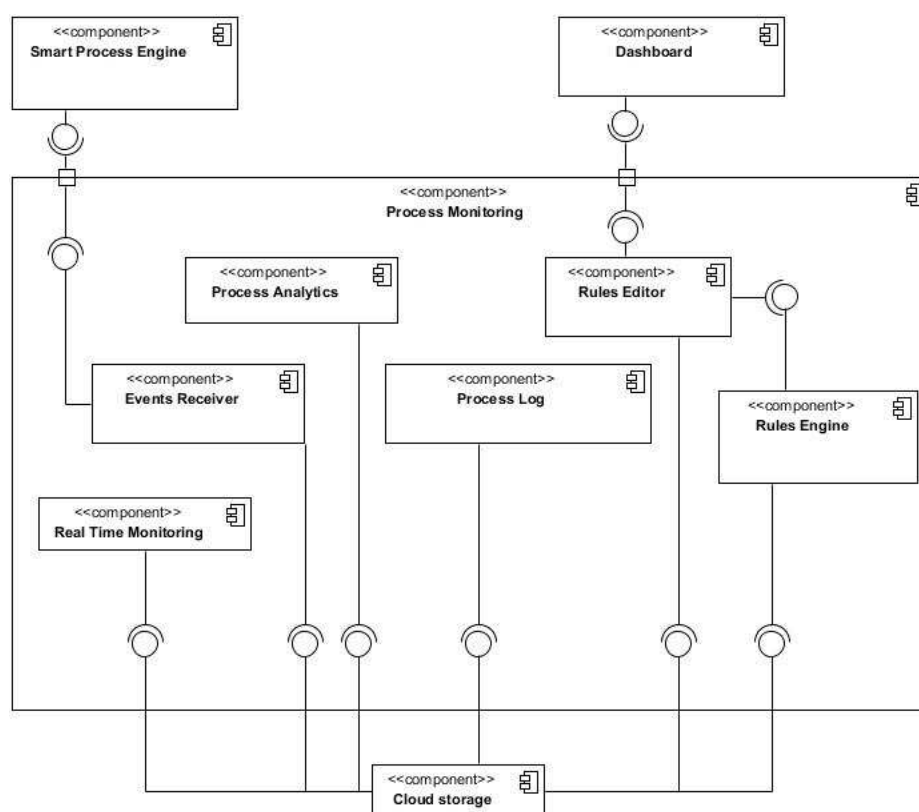 <<component>>
Smart Process Engine
<<component>>
Dashboard
<<component>>
Process Monitoring
<<component>>
Process Analytics
<<component>>
Rules Editor
<<component>>
Events Receiver
<<component>>
Process Log
<<component>>
Rules Engine
<<component>>
Real Time Monitoring
<<component>>
Cloud storage